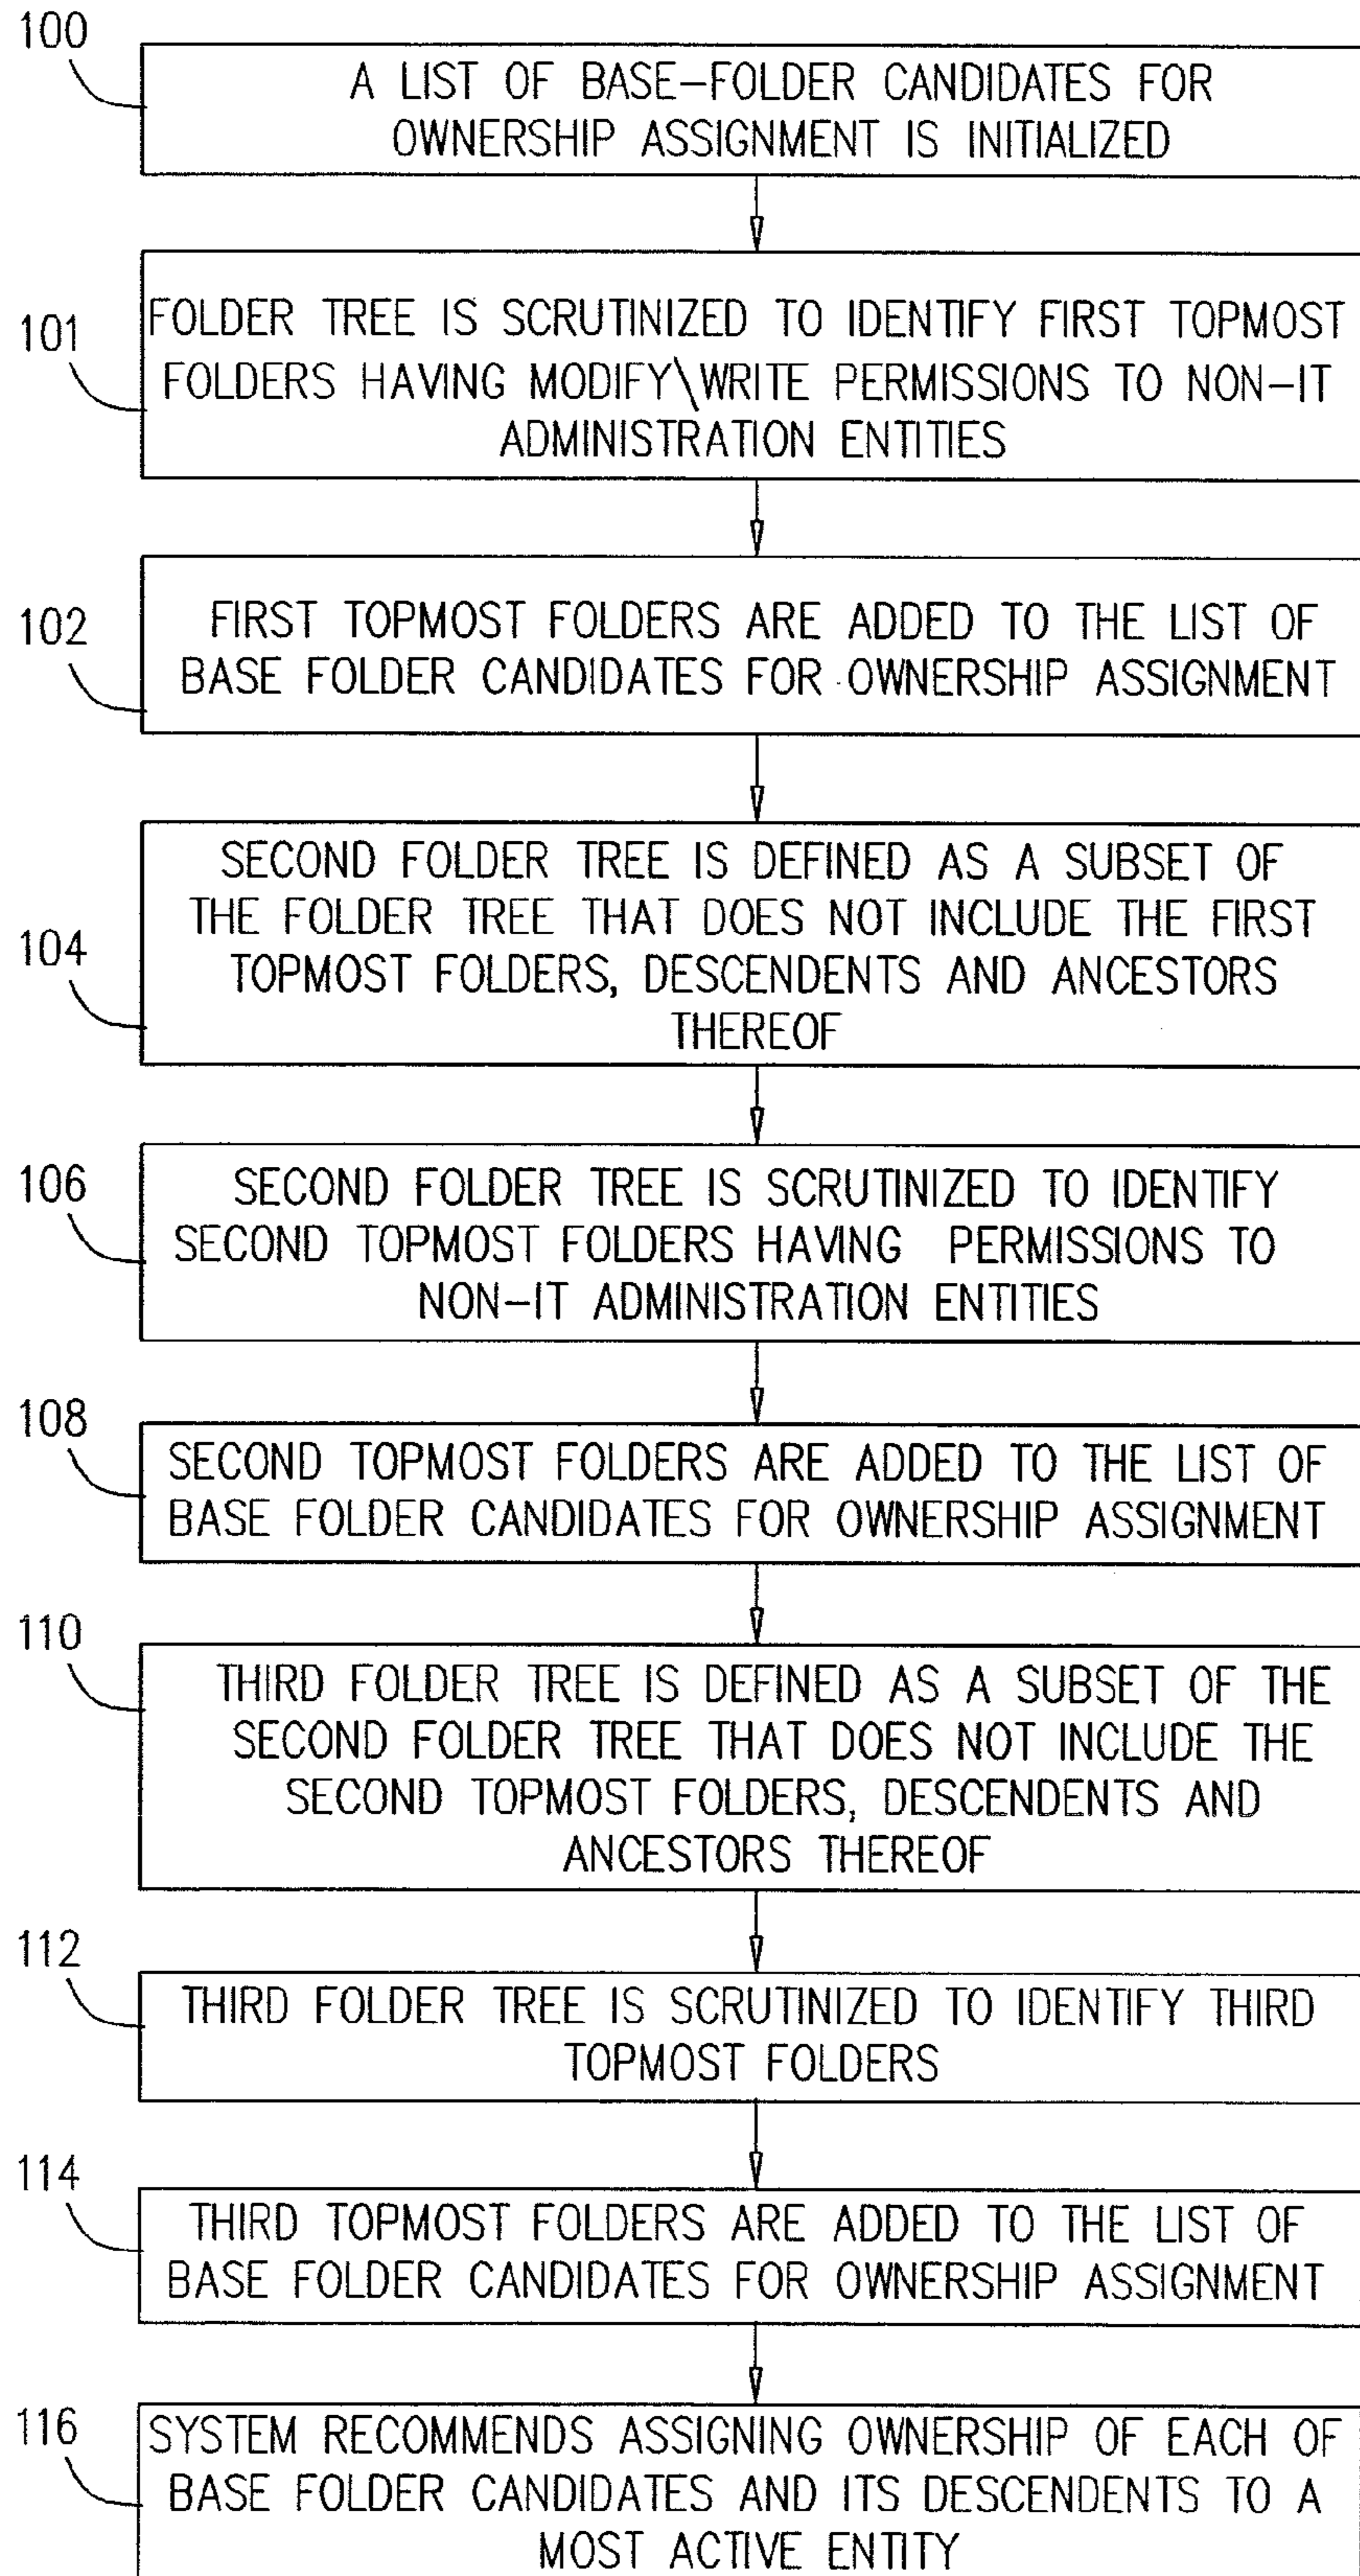 100
A LIST OF BASE-FOLDER CANDIDATES FOR
OWNERSHIP ASSIGNMENT IS INITIALIZED
101
FOLDER TREE IS SCRUTINIZED TO IDENTIFY FIRST TOPMOST
FOLDERS HAVING MODIFY\WRITE PERMISSIONS TO NON-IT
ADMINISTRATION ENTITIES
102
FIRST TOPMOST FOLDERS ARE ADDED TO THE LIST OF
BASE FOLDER CANDIDATES FOR OWNERSHIP ASSIGNMENT
104
SECOND FOLDER TREE IS DEFINED AS A SUBSET OF
THE FOLDER TREE THAT DOES NOT INCLUDE THE FIRST
TOPMOST FOLDERS, DESCENDENTS AND ANCESTORS
THEREOF
106
SECOND FOLDER TREE IS SCRUTINIZED TO IDENTIFY
SECOND TOPMOST FOLDERS HAVING PERMISSIONS TO
NON-IT ADMINISTRATION ENTITIES
108
SECOND TOPMOST FOLDERS ARE ADDED TO THE LIST OF
BASE FOLDER CANDIDATES FOR OWNERSHIP ASSIGNMENT
110
THIRD FOLDER TREE IS DEFINED AS A SUBSET OF THE
SECOND FOLDER TREE THAT DOES NOT INCLUDE THE
SECOND TOPMOST FOLDERS, DESCENDENTS AND
ANCESTORS THEREOF
112
THIRD FOLDER TREE IS SCRUTINIZED TO IDENTIFY THIRD
TOPMOST FOLDERS
114
THIRD TOPMOST FOLDERS ARE ADDED TO THE LIST OF
BASE FOLDER CANDIDATES FOR OWNERSHIP ASSIGNMENT
116
SYSTEM RECOMMENDS ASSIGNING OWNERSHIP OF EACH OF
BASE FOLDER CANDIDATES AND ITS DESCENDENTS TO A
MOST ACTIVE ENTITY